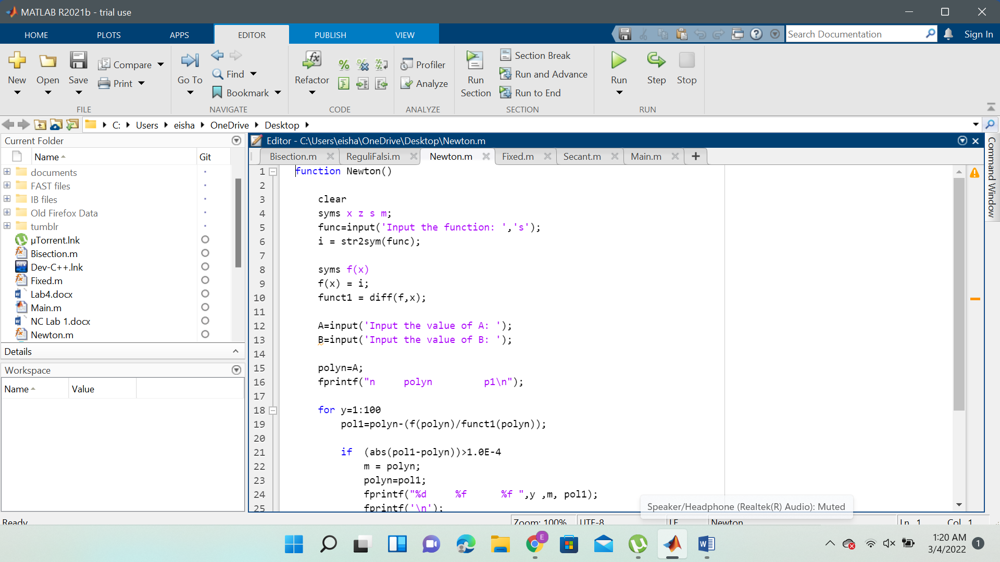 MATLAB R2021b - trial use
HOME PLOTS APPS EDITOR PUBLISH VIEW Search Documentation Sign In
New Open Save Compare Print
FILE
Go To Find Bookmark
NAVIGATE
Refactor
CODE
Profiler
Analyze
ANALYZE
Run Section
Section Break
Run and Advance
Run to End
SECTION
Run Step Stop
RUN
C: Users eisha OneDrive Desktop
Current Folder
Name Git
documents
FAST files
IB files
Old Firefox Data
tumblr
µTorrent.lnk
Bisection.m
Dev-C++.lnk
Fixed.m
Lab4.docx
Main.m
NC Lab 1.docx
Newton.m
Details
Workspace
Name Value
Editor - C:\Users\eisha\OneDrive\Desktop\Newton.m
Bisection.m ReguliFalsi.m Newton.m Fixed.m Secant.m Main.m
1 function Newton()
2
3 clear
4 syms x z s m;
5 func=input('Input the function: ','s');
6 i = str2sym(func);
7
8 syms f(x)
9 f(x) = i;
10 funct1 = diff(f,x);
11
12 A=input('Input the value of A: ');
13 B=input('Input the value of B: ');
14
15 polyn=A;
16 fprintf("n     polyn         p1\n");
17
18 for y=1:100
19 pol1=polyn-(f(polyn)/funct1(polyn));
20
21 if  (abs(pol1-polyn))>1.0E-4
22 m = polyn;
23 polyn=pol1;
24 fprintf("%d     %f      %f ",y ,m, pol1);
25 fprintf('\n');
Command Window
Speaker/Headphone (Realtek(R) Audio): Muted
Ready Zoom: 100% UTF-8 LF Newton Ln 1 Col 1
E
W
1:20 AM
3/4/2022
1